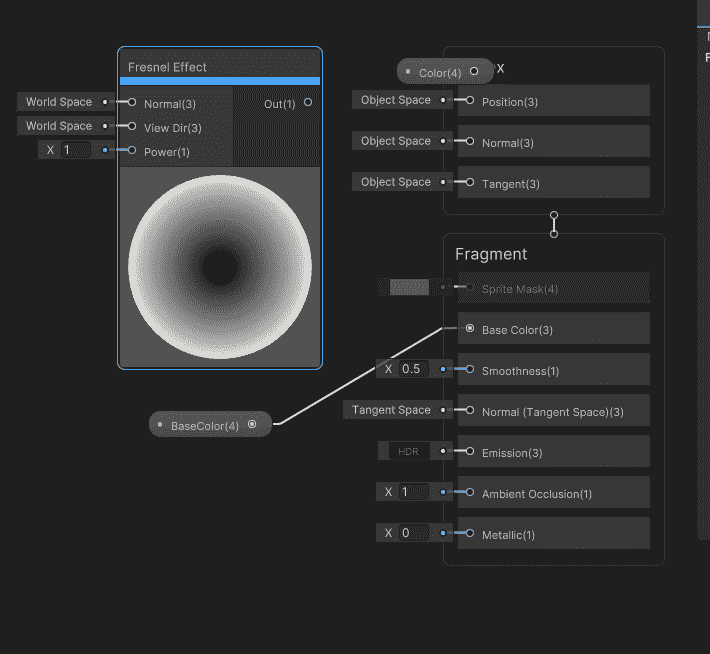 Fresnel Effect
World Space
Normal(3)
Out(1)
World Space
View Dir(3)
X 1
Power(1)
Color(4)
X
Object Space
Position(3)
Object Space
Normal(3)
Object Space
Tangent(3)
Fragment
Sprite Mask(4)
Base Color(3)
X 0.5
Smoothness(1)
Tangent Space
Normal (Tangent Space)(3)
HDR
Emission(3)
X 1
Ambient Occlusion(1)
X 0
Metallic(1)
BaseColor(4)